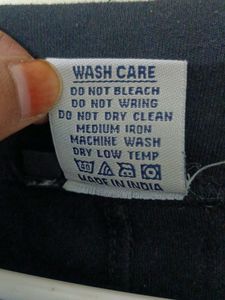 WASH CARE
DO NOT BLEACH
DO NOT WRING
DO NOT DRY CLEAN
MEDIUM IRON
MACHINE WASH
DRY LOW TEMP
MADE IN INDIA